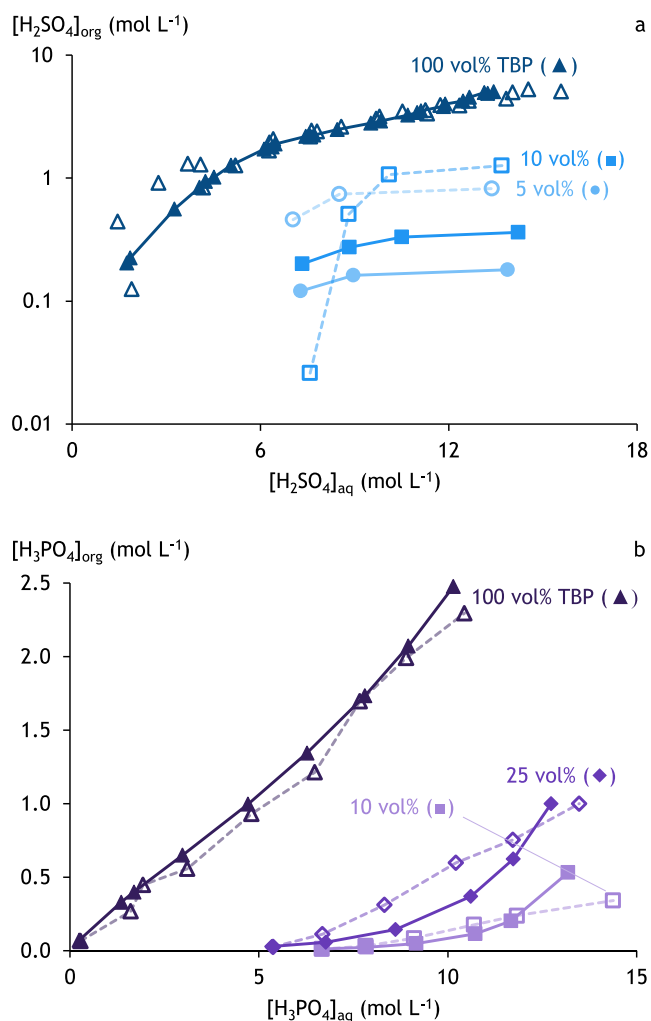 [H₂SO₄]org (mol L⁻¹) a
10
100 vol% TBP (▲)
1
10 vol% (■)
5 vol% (●)
0.1
0.01
0 6 12 18
[H₂SO₄]aq (mol L⁻¹)
[H₃PO₄]org (mol L⁻¹) b
2.5
100 vol% TBP (▲)
2.0
1.5
25 vol% (◆)
1.0
10 vol% (■)
0.5
0.0
0 5 10 15
[H₃PO₄]aq (mol L⁻¹)